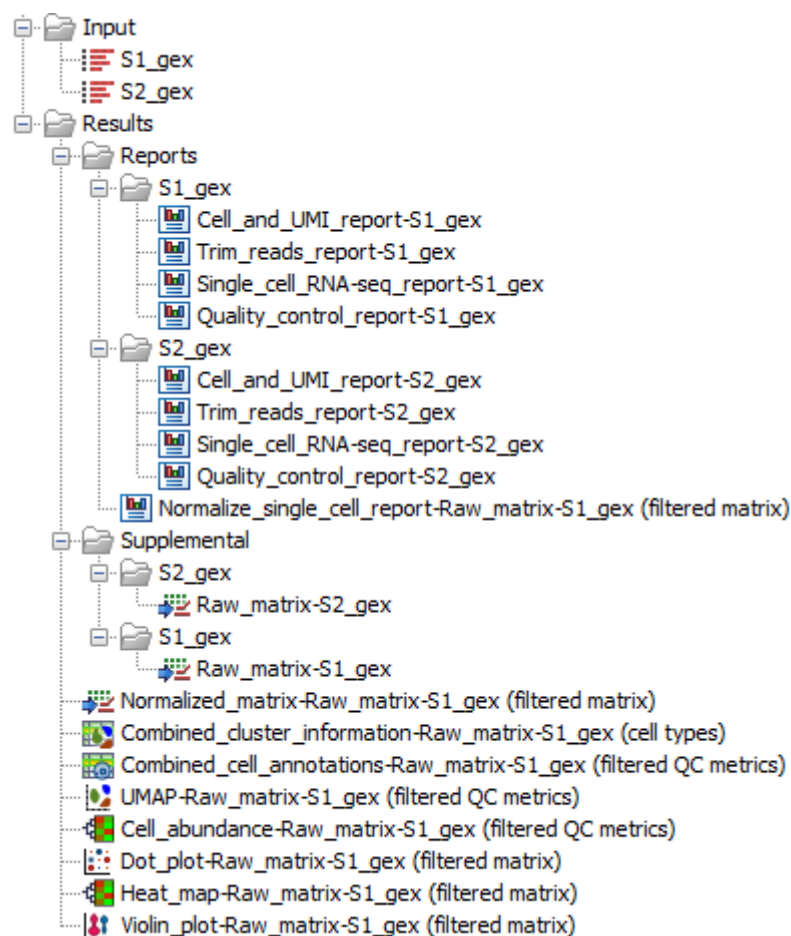 Input
S1_gex
S2_gex
Results
Reports
S1_gex
Cell_and_UMI_report-S1_gex
Trim_reads_report-S1_gex
Single_cell_RNA-seq_report-S1_gex
Quality_control_report-S1_gex
S2_gex
Cell_and_UMI_report-S2_gex
Trim_reads_report-S2_gex
Single_cell_RNA-seq_report-S2_gex
Quality_control_report-S2_gex
Normalize_single_cell_report-Raw_matrix-S1_gex (filtered matrix)
Supplemental
S2_gex
Raw_matrix-S2_gex
S1_gex
Raw_matrix-S1_gex
Normalized_matrix-Raw_matrix-S1_gex (filtered matrix)
Combined_cluster_information-Raw_matrix-S1_gex (cell types)
Combined_cell_annotations-Raw_matrix-S1_gex (filtered QC metrics)
UMAP-Raw_matrix-S1_gex (filtered QC metrics)
Cell_abundance-Raw_matrix-S1_gex (filtered QC metrics)
Dot_plot-Raw_matrix-S1_gex (filtered matrix)
Heat_map-Raw_matrix-S1_gex (filtered matrix)
Violin_plot-Raw_matrix-S1_gex (filtered matrix)